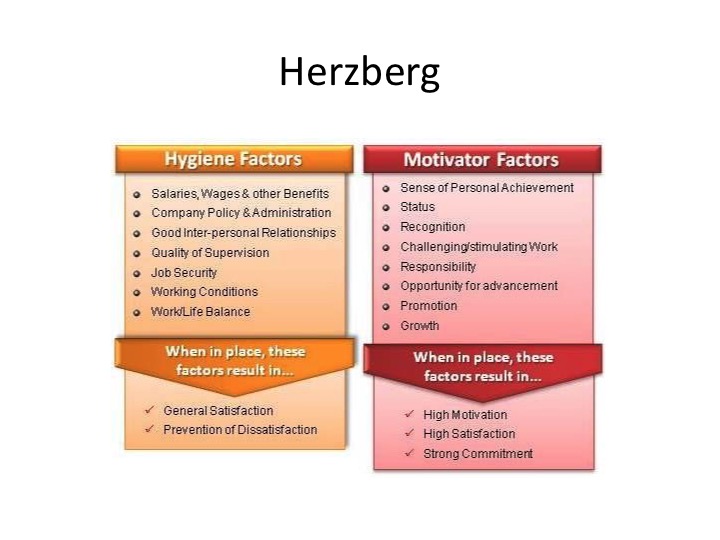 Herzberg
Hygiene Factors
Salaries, Wages & other Benefits
Company Policy & Administration
Good Inter-personal Relationships
Quality of Supervision
Job Security
Working Conditions
Work/Life Balance
When in place, these
factors result in...
General Satisfaction
Prevention of Dissatisfaction
Motivator Factors
Sense of Personal Achievement
Status
Recognition
Challenging/stimulating Work
Responsibility
Opportunity for advancement
Promotion
Growth
When in place, these
factors result in...
High Motivation
High Satisfaction
Strong Commitment